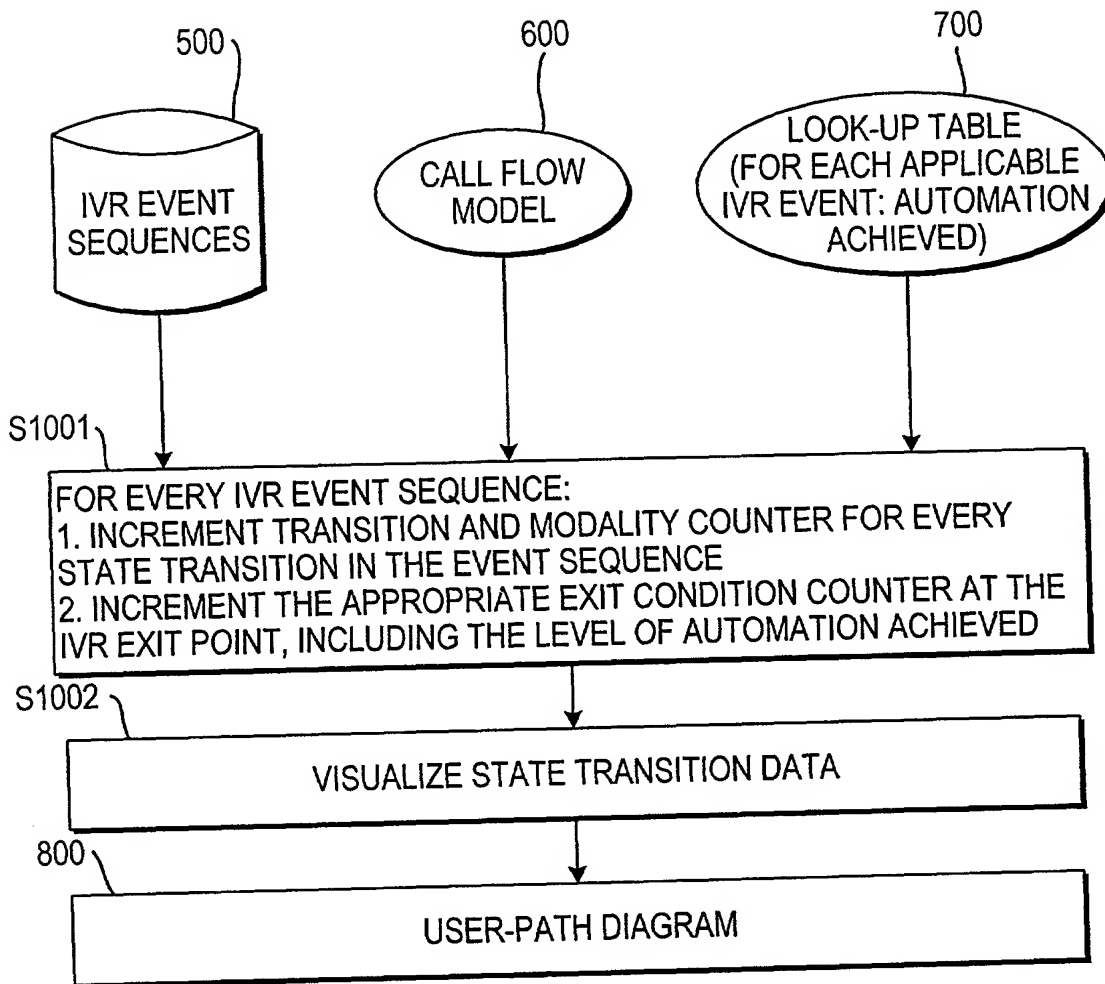 500
600
700
IVR EVENT
SEQUENCES
CALL FLOW
MODEL
LOOK-UP TABLE
(FOR EACH APPLICABLE
IVR EVENT: AUTOMATION
ACHIEVED)
S1001
FOR EVERY IVR EVENT SEQUENCE:
1. INCREMENT TRANSITION AND MODALITY COUNTER FOR EVERY
STATE TRANSITION IN THE EVENT SEQUENCE
2. INCREMENT THE APPROPRIATE EXIT CONDITION COUNTER AT THE
IVR EXIT POINT, INCLUDING THE LEVEL OF AUTOMATION ACHIEVED
S1002
VISUALIZE STATE TRANSITION DATA
800
USER-PATH DIAGRAM